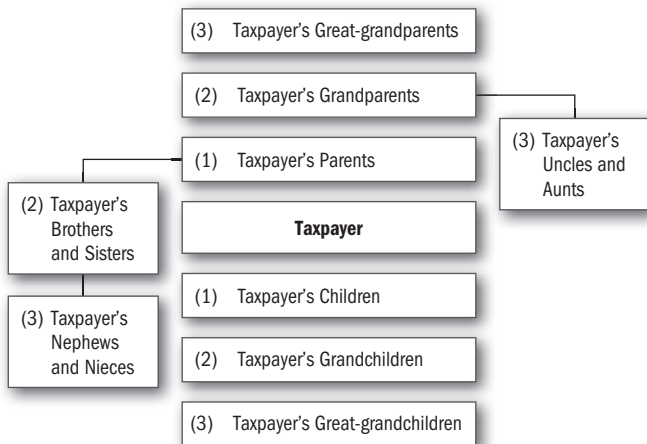 (3) Taxpayer's Great-grandparents
(2) Taxpayer's Grandparents
(3) Taxpayer's
Uncles and
Aunts
(1) Taxpayer's Parents
(2) Taxpayer's
Brothers
and Sisters
Taxpayer
(1) Taxpayer's Children
(3) Taxpayer's
Nephews
and Nieces
(2) Taxpayer's Grandchildren
(3) Taxpayer's Great-grandchildren